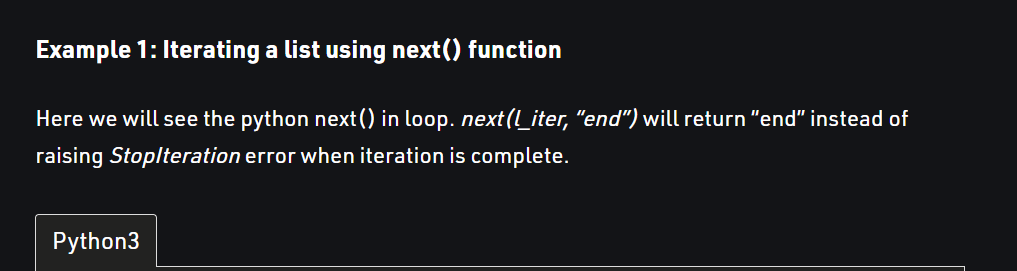 Example 1: Iterating a list using next() function
Here we will see the python next() in loop. next(l_iter, “end”) will return “end” instead of
raising StopIteration error when iteration is complete.
Python3